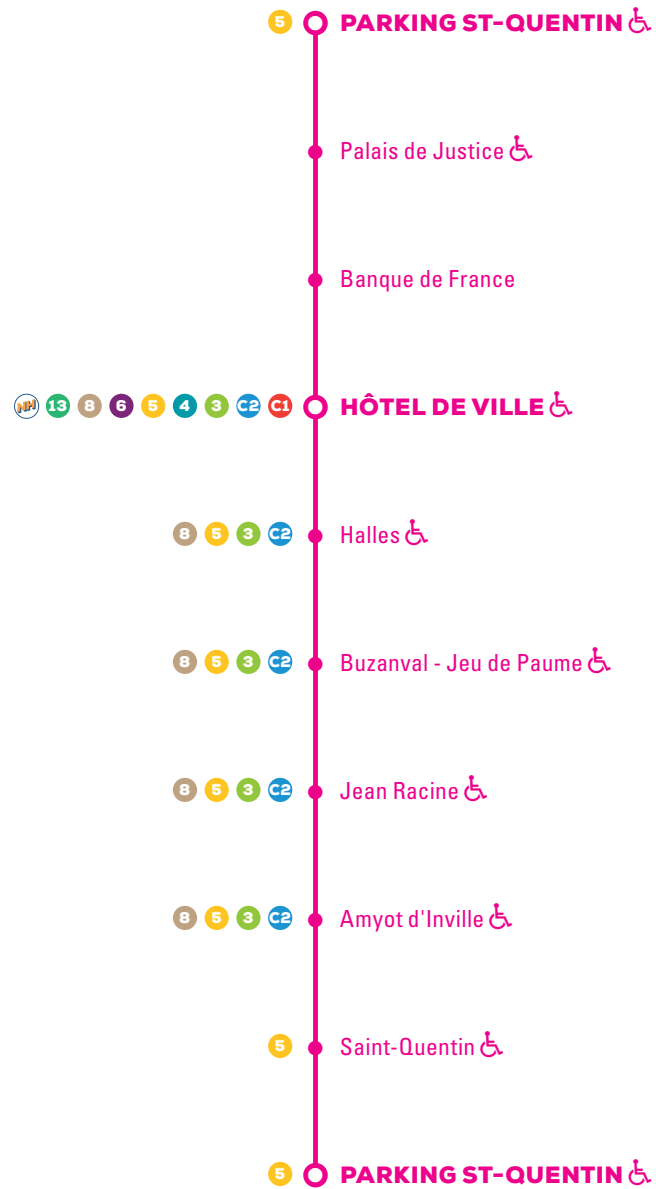 5 PARKING ST-QUENTIN
Palais de Justice
Banque de France
NH 13 8 6 5 4 3 C2 C1 HÔTEL DE VILLE
8 5 3 C2 Halles
8 5 3 C2 Buzanval - Jeu de Paume
8 5 3 C2 Jean Racine
8 5 3 C2 Amyot d'Inville
5 Saint-Quentin
5 PARKING ST-QUENTIN